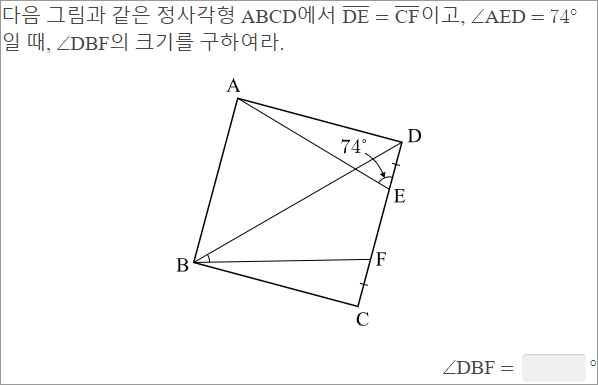 다음 그림과 같은 정사각형 ABCD에서 DE = CF이고, ∠AED = 74°
일 때, ∠DBF의 크기를 구하여라.
A
D
74°
E
B
F
C
∠DBF = °